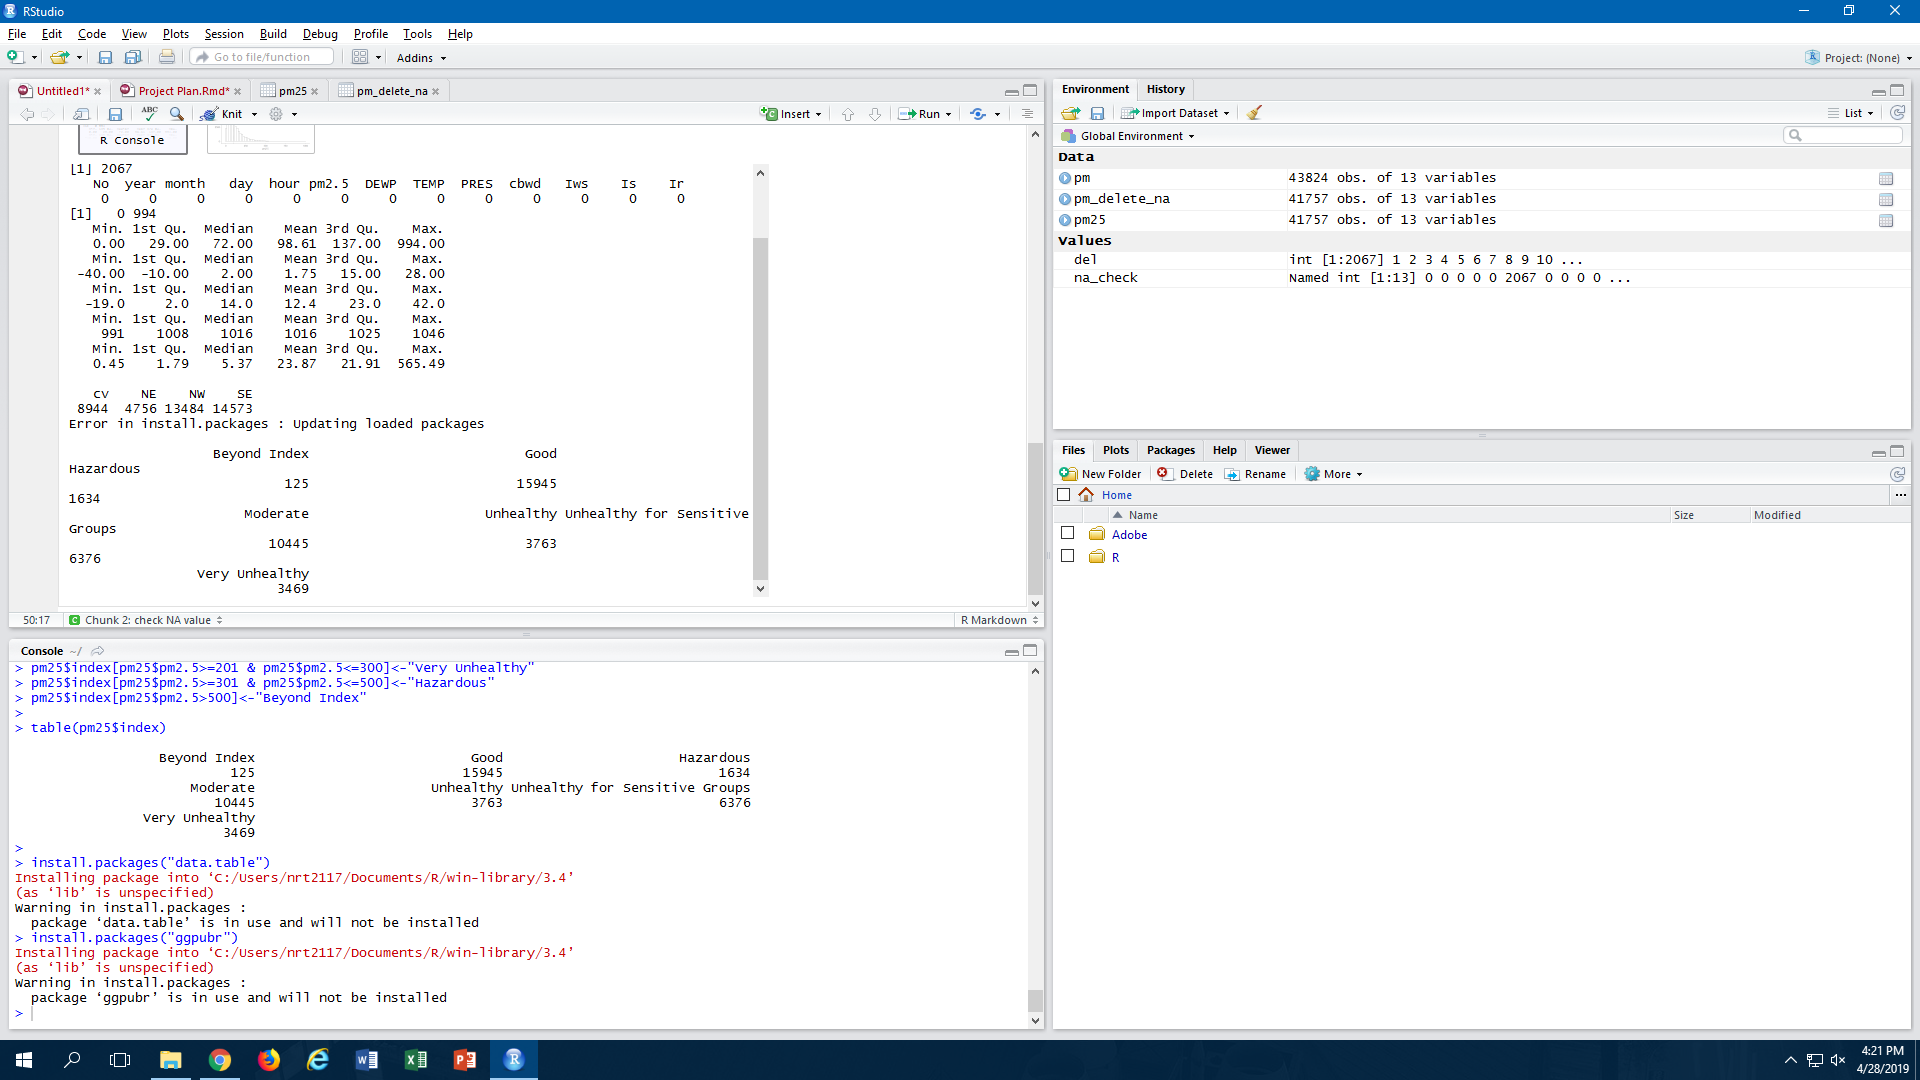 RStudio
File Edit Code View Plots Session Build Debug Profile Tools Help
Go to file/function Addins Project: (None)
Untitled1* Project Plan.Rmd* pm25 pm_delete_na
ABC Knit Insert Run
R Console
[1] 2067
No year month day hour pm2.5 DEWP TEMP PRES cbwd Iws Is Ir
0 0 0 0 0 0 0 0 0 0 0 0 0
[1] 0 994
Min. 1st Qu. Median Mean 3rd Qu. Max.
0.00 29.00 72.00 98.61 137.00 994.00
Min. 1st Qu. Median Mean 3rd Qu. Max.
-40.00 -10.00 2.00 1.75 15.00 28.00
Min. 1st Qu. Median Mean 3rd Qu. Max.
-19.0 2.0 14.0 12.4 23.0 42.0
Min. 1st Qu. Median Mean 3rd Qu. Max.
991 1008 1016 1016 1025 1046
Min. 1st Qu. Median Mean 3rd Qu. Max.
0.45 1.79 5.37 23.87 21.91 565.49
cv NE NW SE
8944 4756 13484 14573
Error in install.packages : Updating loaded packages
Beyond Index Good
Hazardous
125 15945
1634
Moderate Unhealthy Unhealthy for Sensitive
Groups
10445 3763
6376
Very Unhealthy
3469
50:17 Chunk 2: check NA value R Markdown
Console ~/
> pm25$index[pm25$pm2.5>=201 & pm25$pm2.5<=300]<-"Very Unhealthy"
> pm25$index[pm25$pm2.5>=301 & pm25$pm2.5<=500]<-"Hazardous"
> pm25$index[pm25$pm2.5>500]<-"Beyond Index"
>
> table(pm25$index)
Beyond Index Good Hazardous
125 15945 1634
Moderate Unhealthy Unhealthy for Sensitive Groups
10445 3763 6376
Very Unhealthy
3469
>
> install.packages("data.table")
Installing package into ‘C:/Users/nrt2117/Documents/R/win-library/3.4’
(as ‘lib’ is unspecified)
Warning in install.packages :
package ‘data.table’ is in use and will not be installed
> install.packages("ggpubr")
Installing package into ‘C:/Users/nrt2117/Documents/R/win-library/3.4’
(as ‘lib’ is unspecified)
Warning in install.packages :
package ‘ggpubr’ is in use and will not be installed
>
Environment History
Import Dataset List
Global Environment
Data
pm 43824 obs. of 13 variables
pm_delete_na 41757 obs. of 13 variables
pm25 41757 obs. of 13 variables
Values
del int [1:2067] 1 2 3 4 5 6 7 8 9 10 ...
na_check Named int [1:13] 0 0 0 0 0 2067 0 0 0 0 ...
Files Plots Packages Help Viewer
New Folder Delete Rename More
Home ...
Name Size Modified
Adobe
R
4:21 PM
4/28/2019